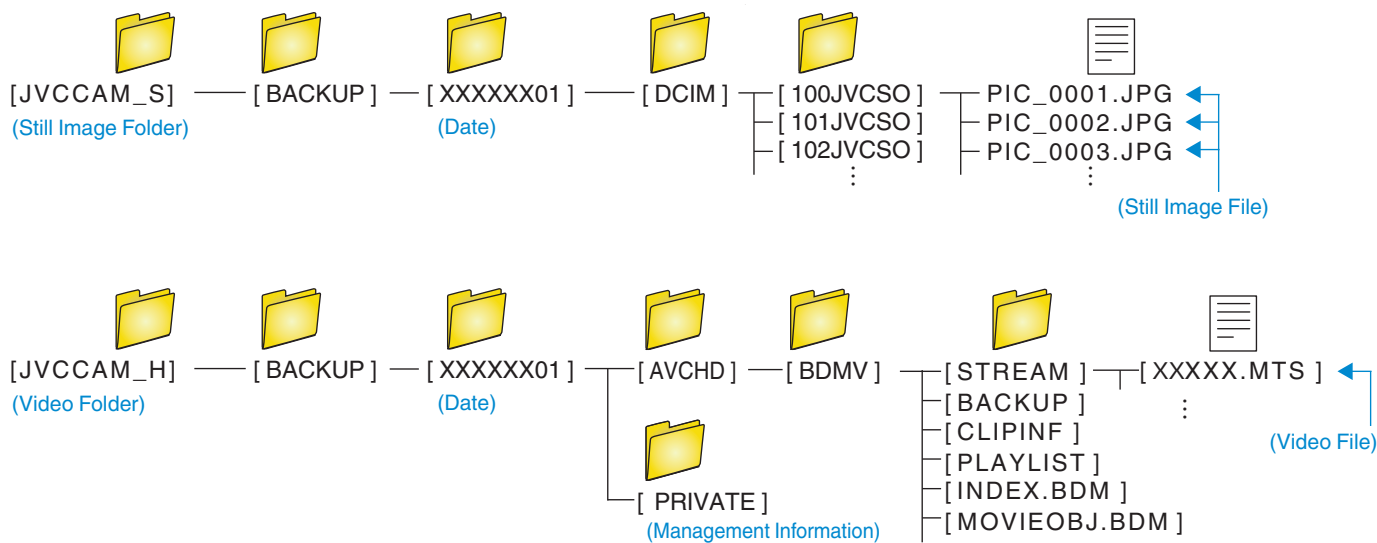 [JVCCAM_S] [BACKUP] [XXXXXX01] [DCIM] [100JVCSO] PIC_0001.JPG
(Still Image Folder) (Date) [101JVCSO] PIC_0002.JPG
[102JVCSO] PIC_0003.JPG
(Still Image File)
[JVCCAM_H] [BACKUP] [XXXXXX01] [AVCHD] [BDMV] [STREAM] [XXXXX.MTS]
(Video Folder) (Date) [BACKUP]
[CLIPINF] (Video File)
[PLAYLIST]
[PRIVATE] [INDEX.BDM]
(Management Information) [MOVIEOBJ.BDM]